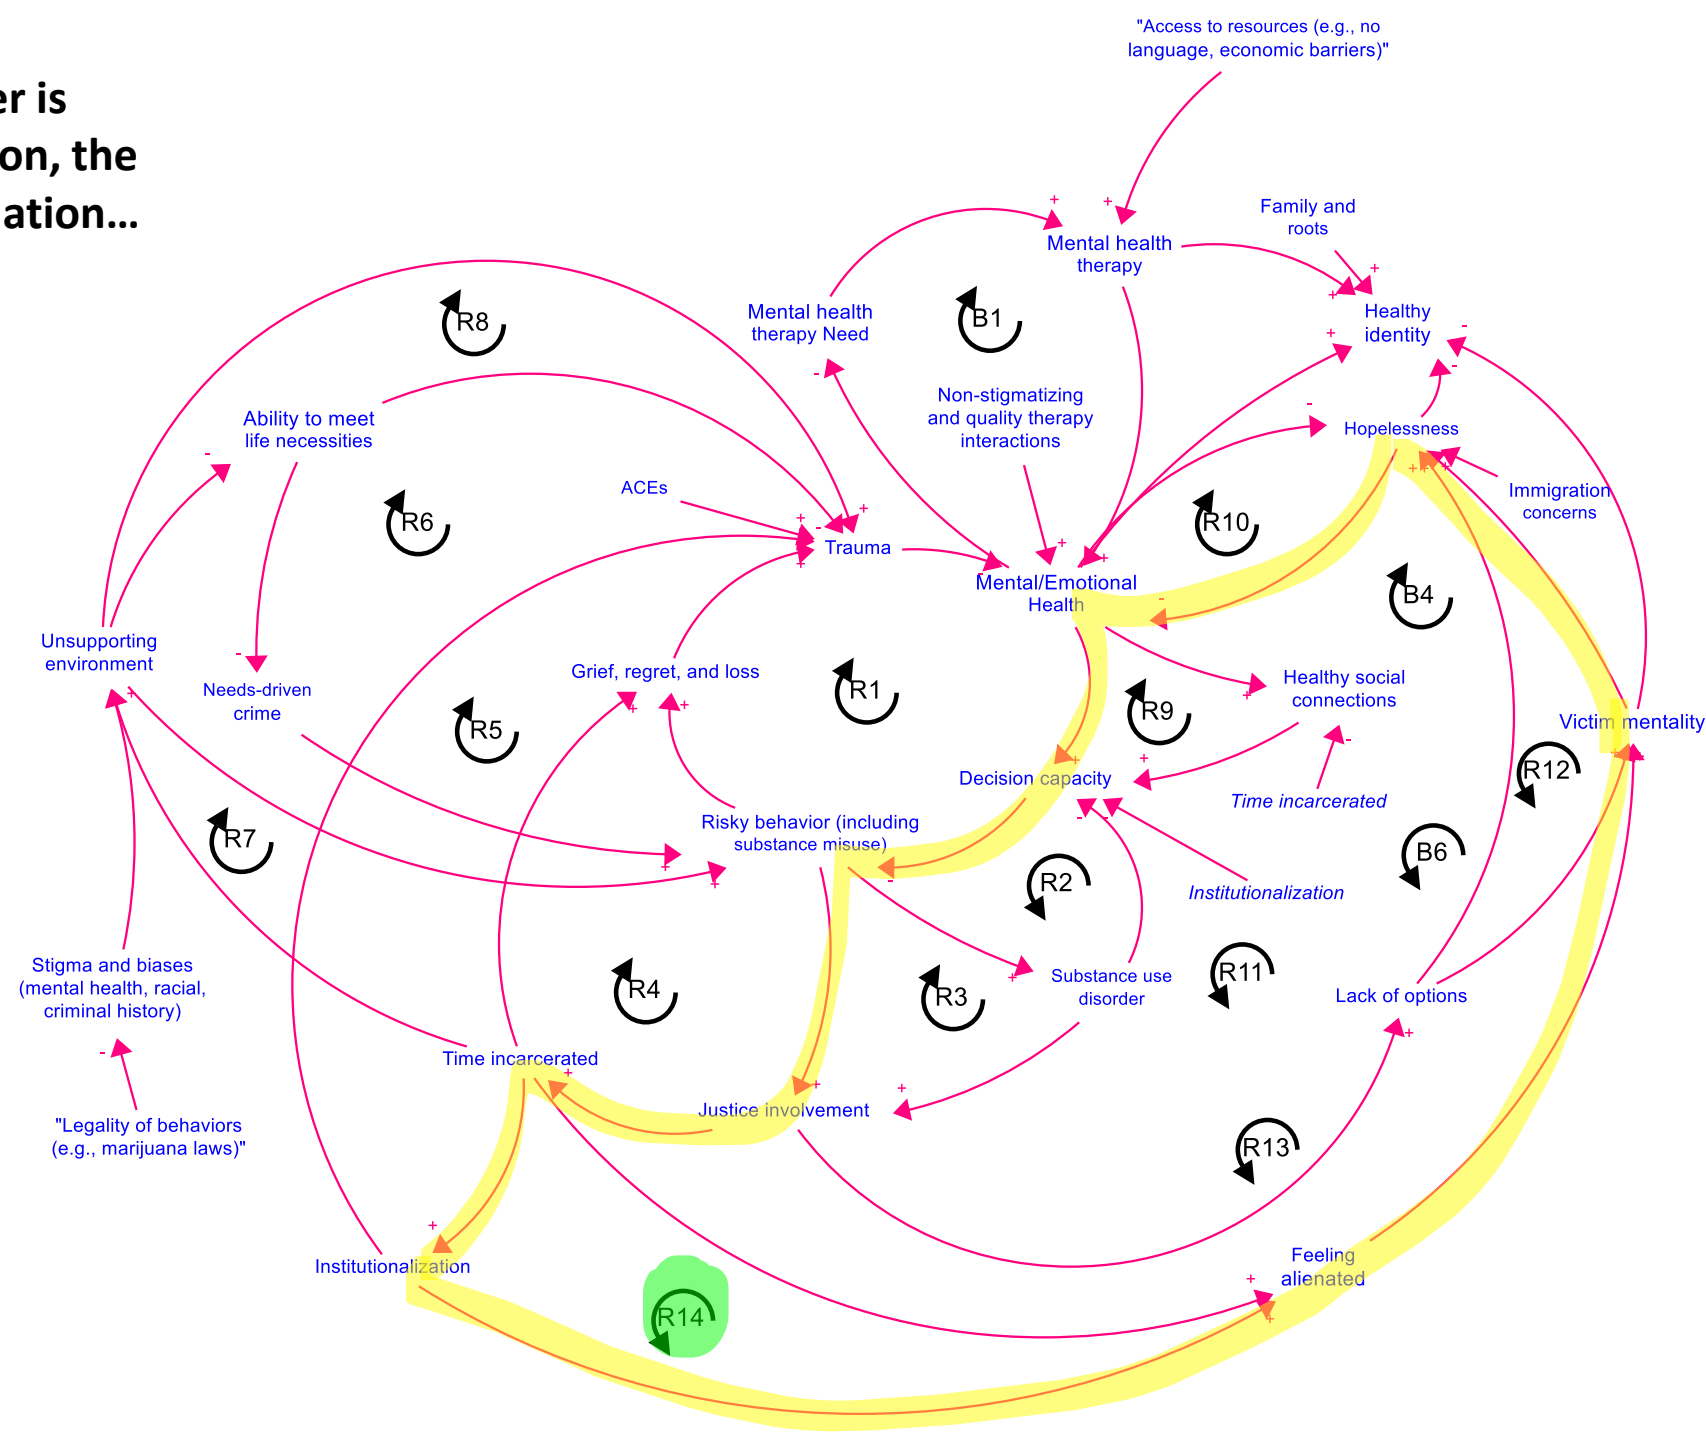 er is
on, the
ation...
"Access to resources (e.g., no
language, economic barriers)"
Family and
roots
Mental health
therapy
Healthy
identity
Mental health
therapy Need
B1
R8
Non-stigmatizing
and quality therapy
interactions
Hopelessness
Ability to meet
life necessities
ACEs
Immigration
concerns
R6
R10
Trauma
Mental/Emotional
Health
B4
Unsupporting
environment
Needs-driven
crime
Grief, regret, and loss
R1
Healthy social
connections
R9
R5
Victim mentality
Decision capacity
R12
Time incarcerated
Risky behavior (including
substance misuse)
R7
B6
R2
Institutionalization
Stigma and biases
(mental health, racial,
criminal history)
R4
R3
Substance use
disorder
R11
Lack of options
Time incarcerated
Justice involvement
"Legality of behaviors
(e.g., marijuana laws)"
R13
Institutionalization
Feeling
alienated
R14